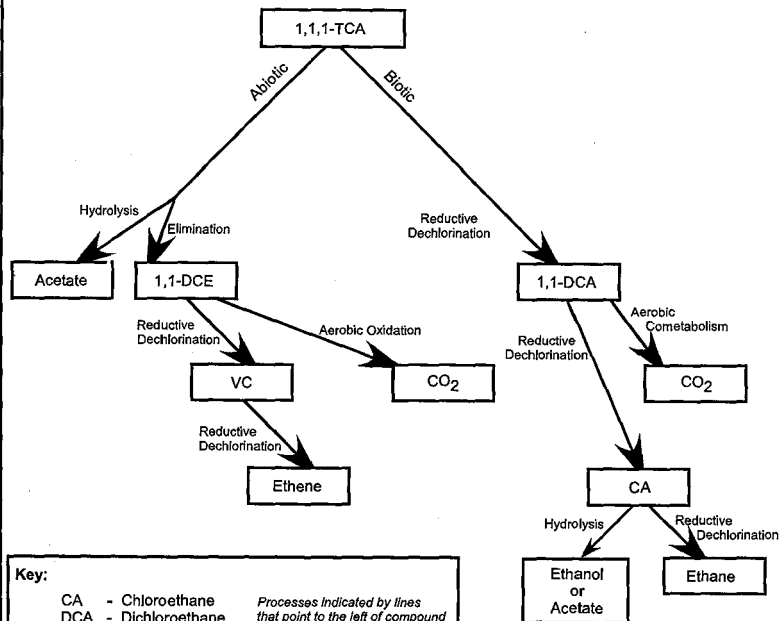 1,1,1-TCA
Abiotic
Biotic
Hydrolysis
Elimination
Reductive
Dechlorination
Acetate
1,1-DCE
1,1-DCA
Reductive
Dechlorination
Aerobic Oxidation
Reductive
Dechlorination
Aerobic
Cometabolism
VC
CO2
CO2
Reductive
Dechlorination
Ethene
CA
Hydrolysis
Reductive
Dechlorination
Ethanol
or
Acetate
Ethane
Key:
CA - Chloroethane
DCA - Dichloroethane
Processes indicated by lines
that point to the left of compound